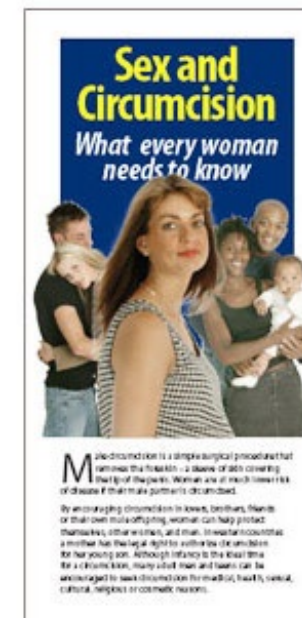 Sex and
Circumcision
What every woman
needs to know
Male circumcision is a simple surgical procedure that
removes the foreskin – a sleeve of skin covering
the tip of the penis. Women are at much lower risk
of disease if their male partner is circumcised.
By encouraging circumcision in lovers, brothers, friends
or their own male offspring, women can help protect
themselves, other women, and men. In western countries
a mother has the legal right to authorize circumcision
for her young son. Although infancy is the ideal time
for a circumcision, many adult men and teens can be
encouraged to seek circumcision for medical, health, sexual,
cultural, religious or cosmetic reasons.